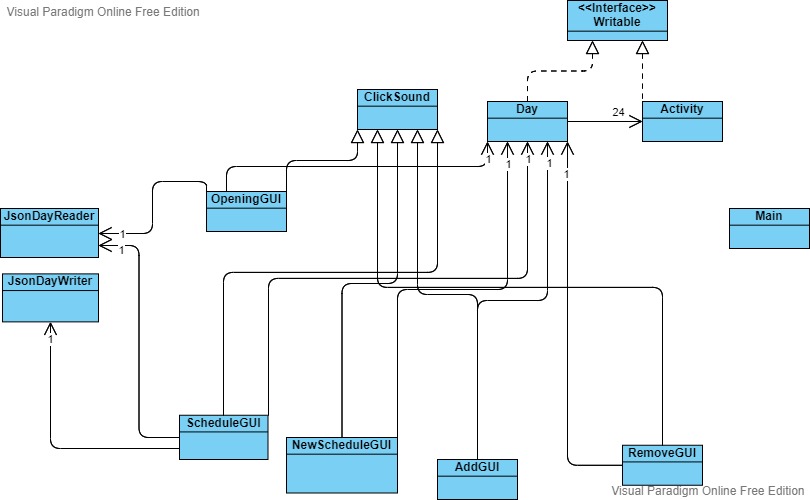 Visual Paradigm Online Free Edition
<<Interface>>
Writable
ClickSound
Day
24
Activity
1
1
1
1
1
OpeningGUI
JsonDayReader
1
1
Main
JsonDayWriter
1
ScheduleGUI
NewScheduleGUI
AddGUI
RemoveGUI
Visual Paradigm Online Free Edition